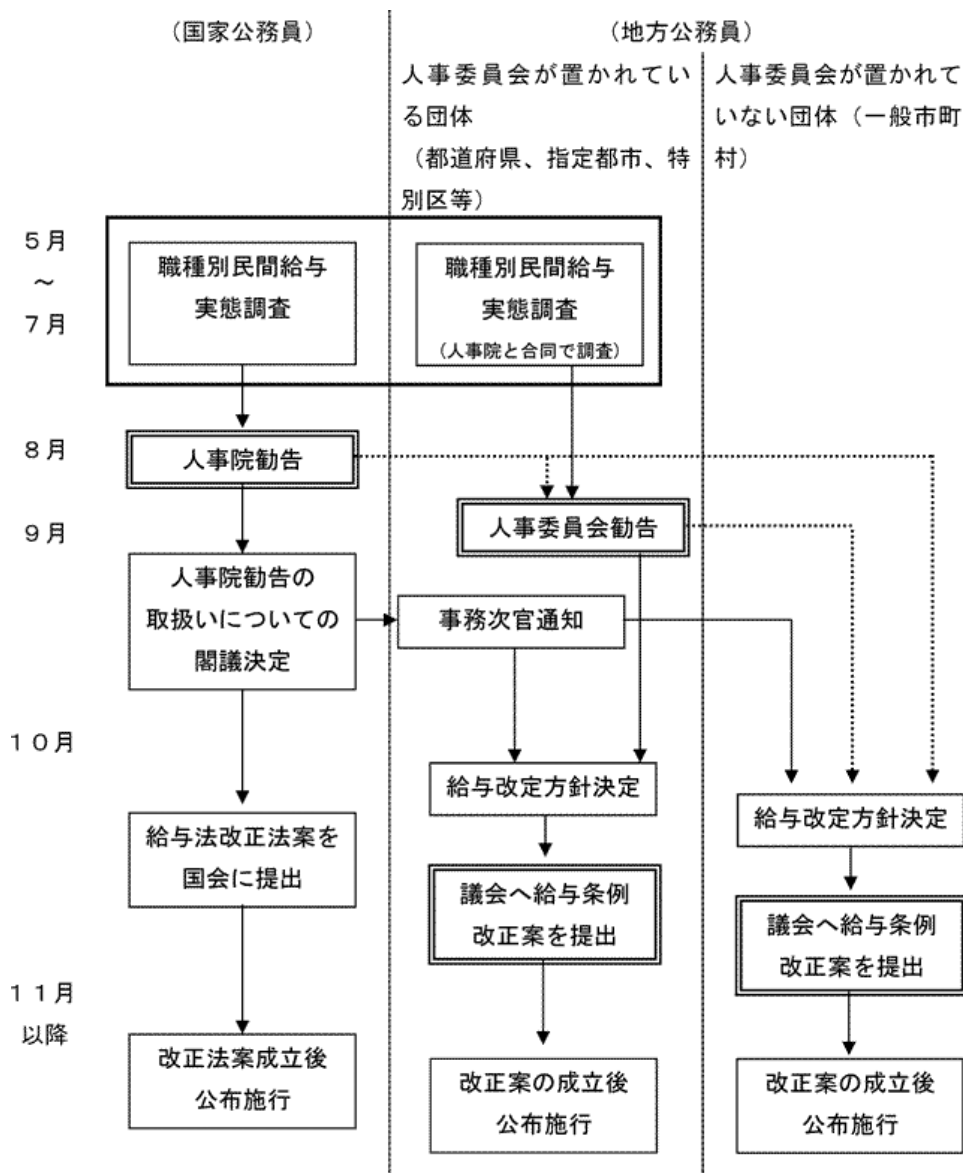 （国家公務員）
（地方公務員）
人事委員会が置かれてい
る団体
（都道府県、指定都市、特
別区等）
人事委員会が置かれて
いない団体（一般市町
村）
５月
～
７月
職種別民間給与
実態調査
職種別民間給与
実態調査
（人事院と合同で調査）
８月
人事院勧告
９月
人事委員会勧告
人事院勧告の
取扱いについての
閣議決定
事務次官通知
１０月
給与改定方針決定
給与改定方針決定
給与法改正法案を
国会に提出
議会へ給与条例
改正案を提出
議会へ給与条例
改正案を提出
１１月
以降
改正法案成立後
公布施行
改正案の成立後
公布施行
改正案の成立後
公布施行